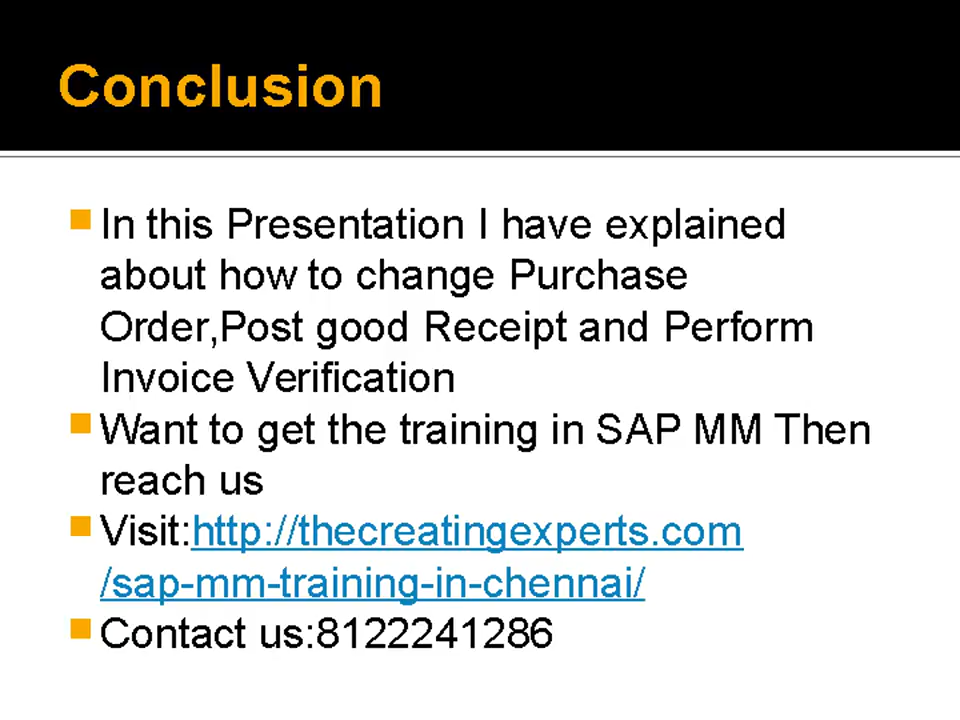 Conclusion
In this Presentation I have explained
about how to change Purchase
Order,Post good Receipt and Perform
Invoice Verification
Want to get the training in SAP MM Then
reach us
Visit:http://thecreatingexperts.com
/sap-mm-training-in-chennai/
Contact us:8122241286